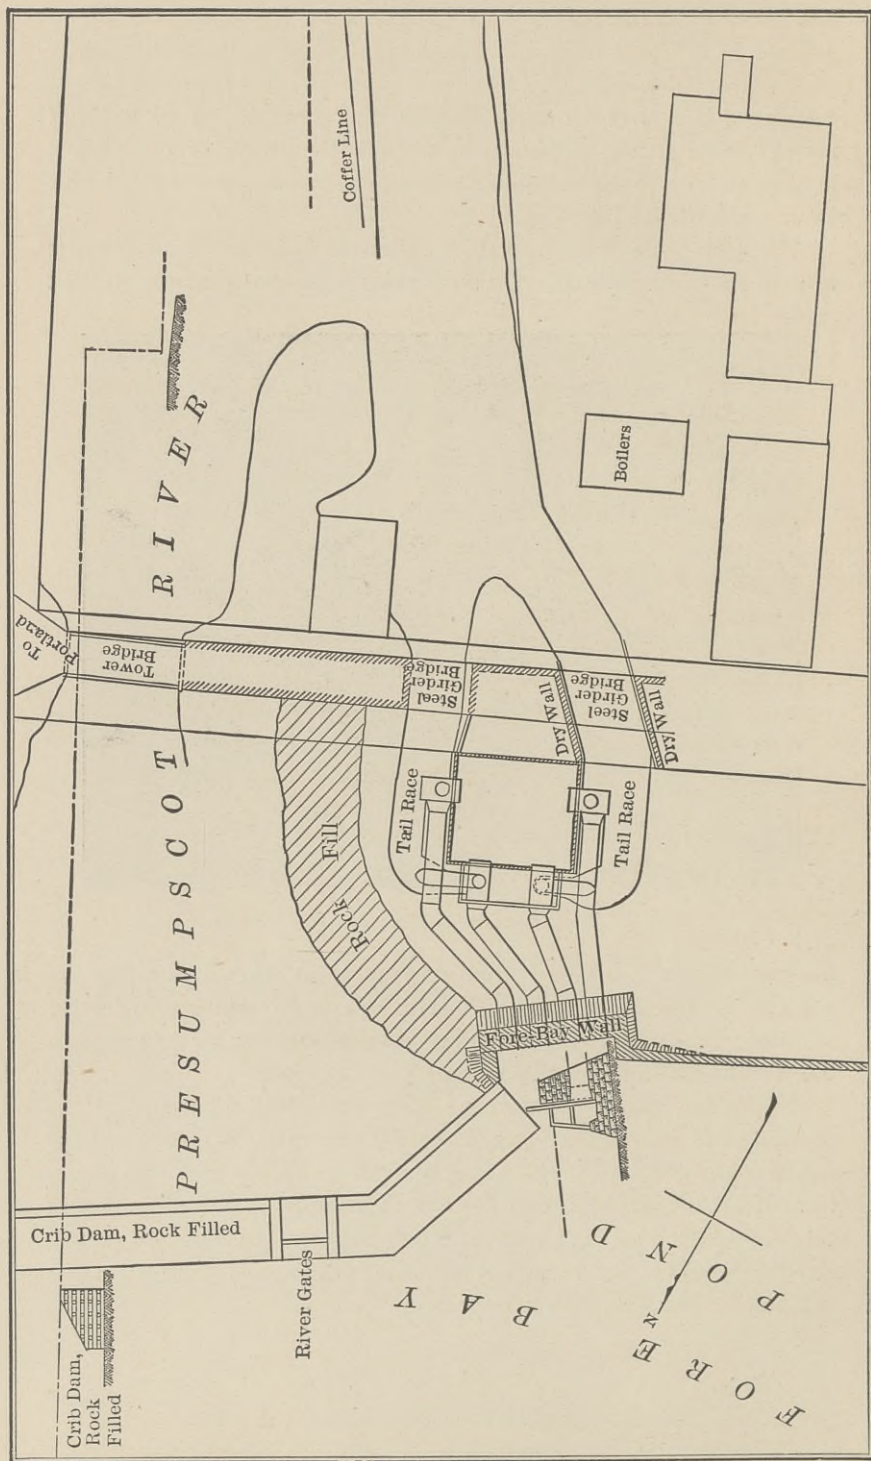 Coffer Line
PRESUMPSCOT RIVER
To
Portland
Tower
Bridge
Steel
Girder
Bridge
Dry Wall
Steel
Girder
Bridge
Dry Wall
Boilers
Rock Fill
Tail Race
Tail Race
Fore-Bay Wall
Crib Dam, Rock Filled
River Gates
Crib Dam,
Rock
Filled
FORE BAY
POND
N